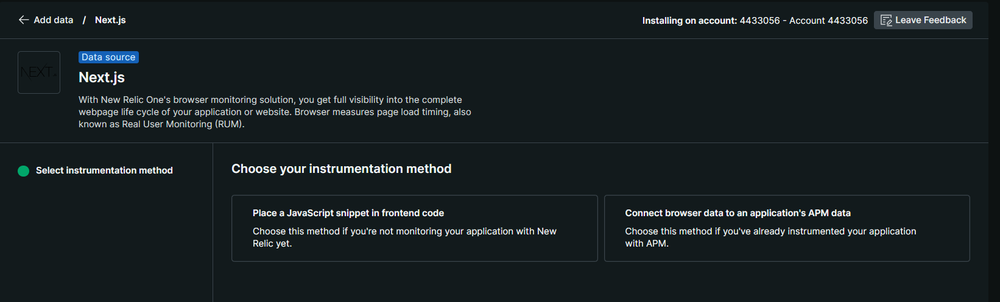 ← Add data / Next.js
Installing on account: 4433056 - Account 4433056
Leave Feedback
NEXT.js
Data source
Next.js
With New Relic One's browser monitoring solution, you get full visibility into the complete
webpage life cycle of your application or website. Browser measures page load timing, also
known as Real User Monitoring (RUM).
Select instrumentation method
Choose your instrumentation method
Place a JavaScript snippet in frontend code
Choose this method if you're not monitoring your application with New
Relic yet.
Connect browser data to an application's APM data
Choose this method if you've already instrumented your application
with APM.